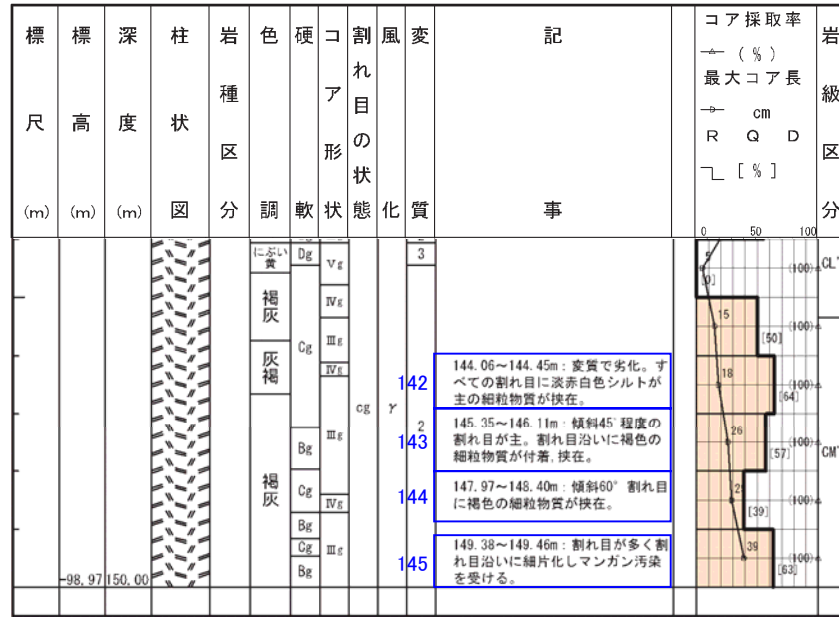 標尺(m)
標高(m)
深度(m)
柱状図
岩種区分
色調
硬軟
コア形状
割れ目の状態
風化
変質
記事
コア採取率
(%)
最大コア長
cm
RQD
[%]
岩級区分
0 50 100
にぶい
黄
褐灰
灰褐
褐灰
Dg
Cg
Bg
Cg
Bg
Cg
Bg
Ⅴg
Ⅳg
Ⅲg
Ⅳg
Ⅲg
Ⅳg
Ⅲg
cg
γ
3
2
142
144.06~144.45m:変質で劣化。す
べての割れ目に淡赤白色シルトが
主の細粒物質が挟在。
143
145.35~146.11m:傾斜45°程度の
割れ目が主。割れ目沿いに褐色の
細粒物質が付着,挟在。
144
147.97~148.40m:傾斜60°割れ目
に褐色の細粒物質が挟在。
145
149.38~149.46m:割れ目が多く割
れ目沿いに細片化しマンガン汚染
を受ける。
5
(100)
[0]
15
(100)
[50]
18
(100)
[64]
26
(100)
[57]
(100)
[39]
39
(100)
[63]
-98.97
150.00